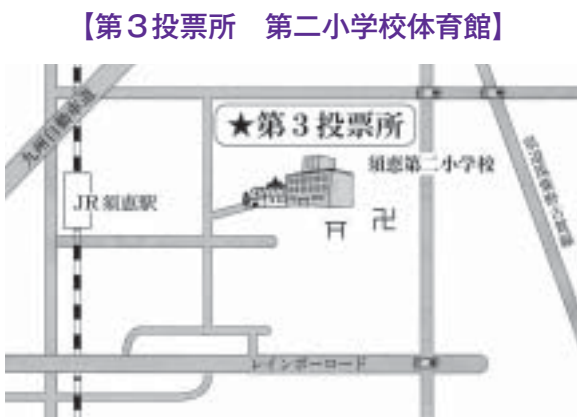 【第３投票所　第二小学校体育館】
九州自動車道
★第３投票所
須恵第二小学校
JR須恵駅
卍
レインボーロード